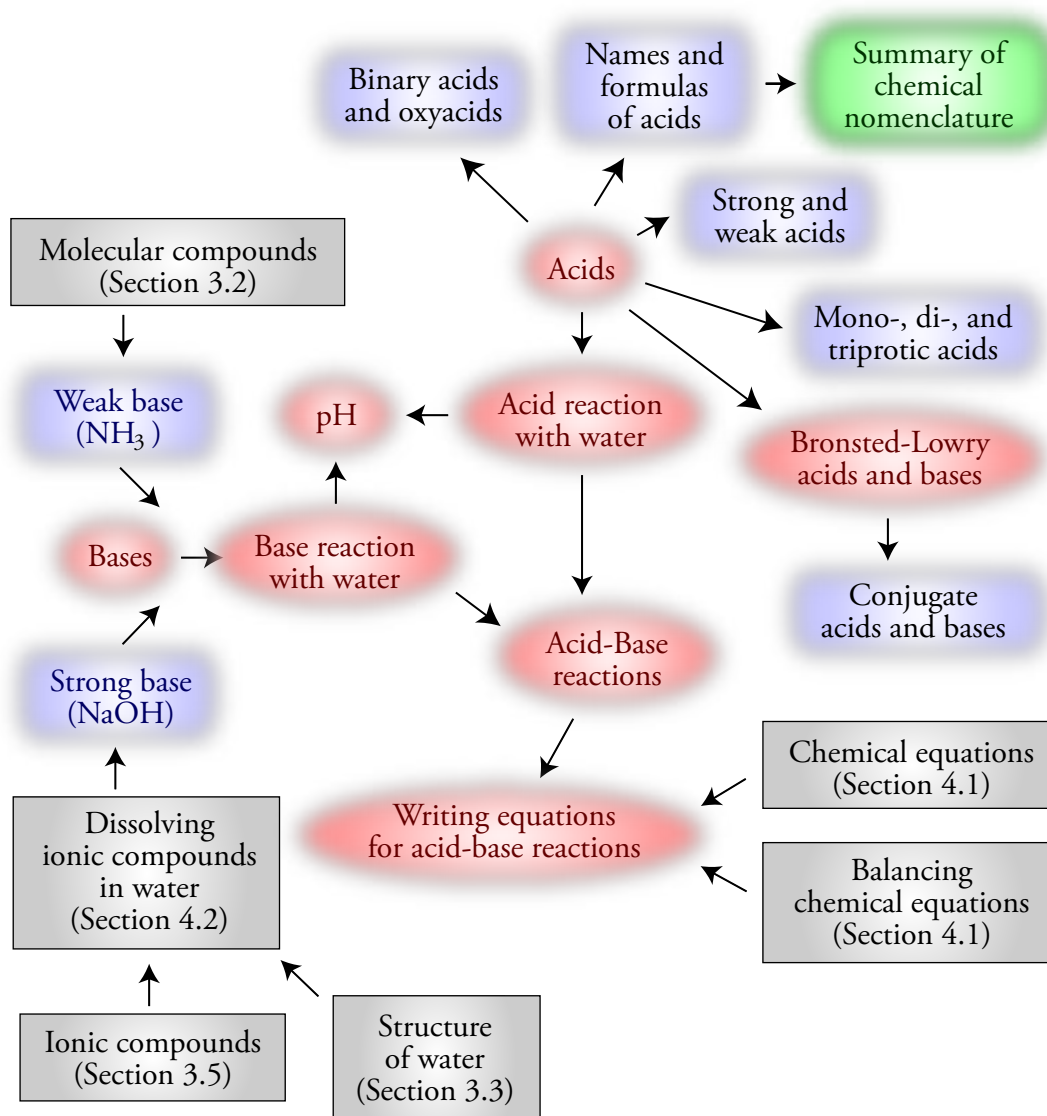 Binary acids
and oxyacids
Names and
formulas
of acids
Summary of
chemical
nomenclature
Strong and
weak acids
Acids
Molecular compounds
(Section 3.2)
Mono-, di-, and
triprotic acids
Weak base
(NH₃ )
pH
Acid reaction
with water
Bronsted-Lowry
acids and bases
Bases
Base reaction
with water
Conjugate
acids and bases
Acid-Base
reactions
Strong base
(NaOH)
Chemical equations
(Section 4.1)
Writing equations
for acid-base reactions
Dissolving
ionic compounds
in water
(Section 4.2)
Balancing
chemical equations
(Section 4.1)
Ionic compounds
(Section 3.5)
Structure
of water
(Section 3.3)